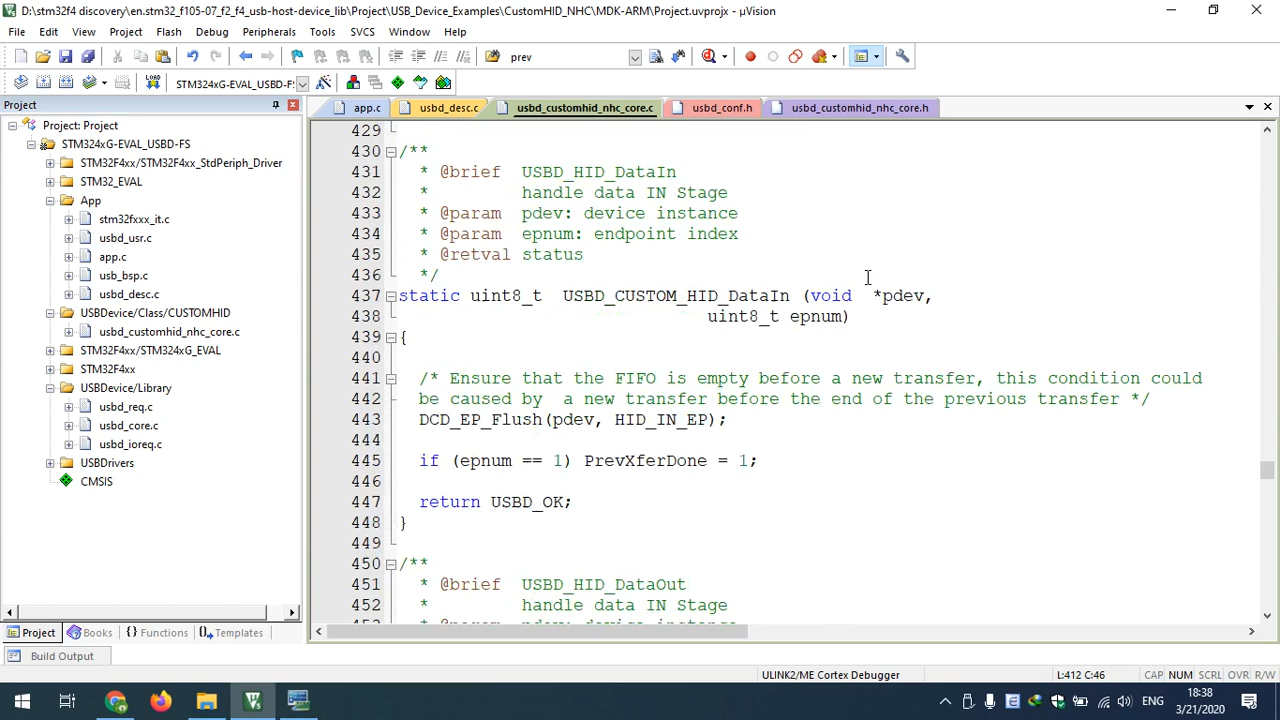 D:\stm32f4 discovery\en.stm32_f105-07_f2_f4_usb-host-device_lib\Project\USB_Device_Examples\CustomHID_NHC\MDK-ARM\Project.uvprojx - µVision
File Edit View Project Flash Debug Peripherals Tools SVCS Window Help
prev
LOAD STM324xG-EVAL_USBD-F:
Project
app.c usbd_desc.c usbd_customhid_nhc_core.c usbd_conf.h usbd_customhid_nhc_core.h
Project: Project
STM324xG-EVAL_USBD-FS
STM32F4xx/STM32F4xx_StdPeriph_Driver
STM32_EVAL
App
stm32fxxx_it.c
usbd_usr.c
app.c
usb_bsp.c
usbd_desc.c
USBDevice/Class/CUSTOMHID
usbd_customhid_nhc_core.c
STM32F4xx/STM324xG_EVAL
STM32F4xx
USBDevice/Library
usbd_req.c
usbd_core.c
usbd_ioreq.c
USBDrivers
CMSIS
Project Books {} Functions Templates
429
430 /**
431 * @brief USBD_HID_DataIn
432 * handle data IN Stage
433 * @param pdev: device instance
434 * @param epnum: endpoint index
435 * @retval status
436 */
437 static uint8_t USBD_CUSTOM_HID_DataIn (void *pdev,
438 uint8_t epnum)
439 {
440
441 /* Ensure that the FIFO is empty before a new transfer, this condition could
442 be caused by a new transfer before the end of the previous transfer */
443 DCD_EP_Flush(pdev, HID_IN_EP);
444
445 if (epnum == 1) PrevXferDone = 1;
446
447 return USBD_OK;
448 }
449
450 /**
451 * @brief USBD_HID_DataOut
452 * handle data IN Stage
Build Output
ULINK2/ME Cortex Debugger L:412 C:46 CAP NUM SCRL OVR R/W
ENG 18:38
3/21/2020